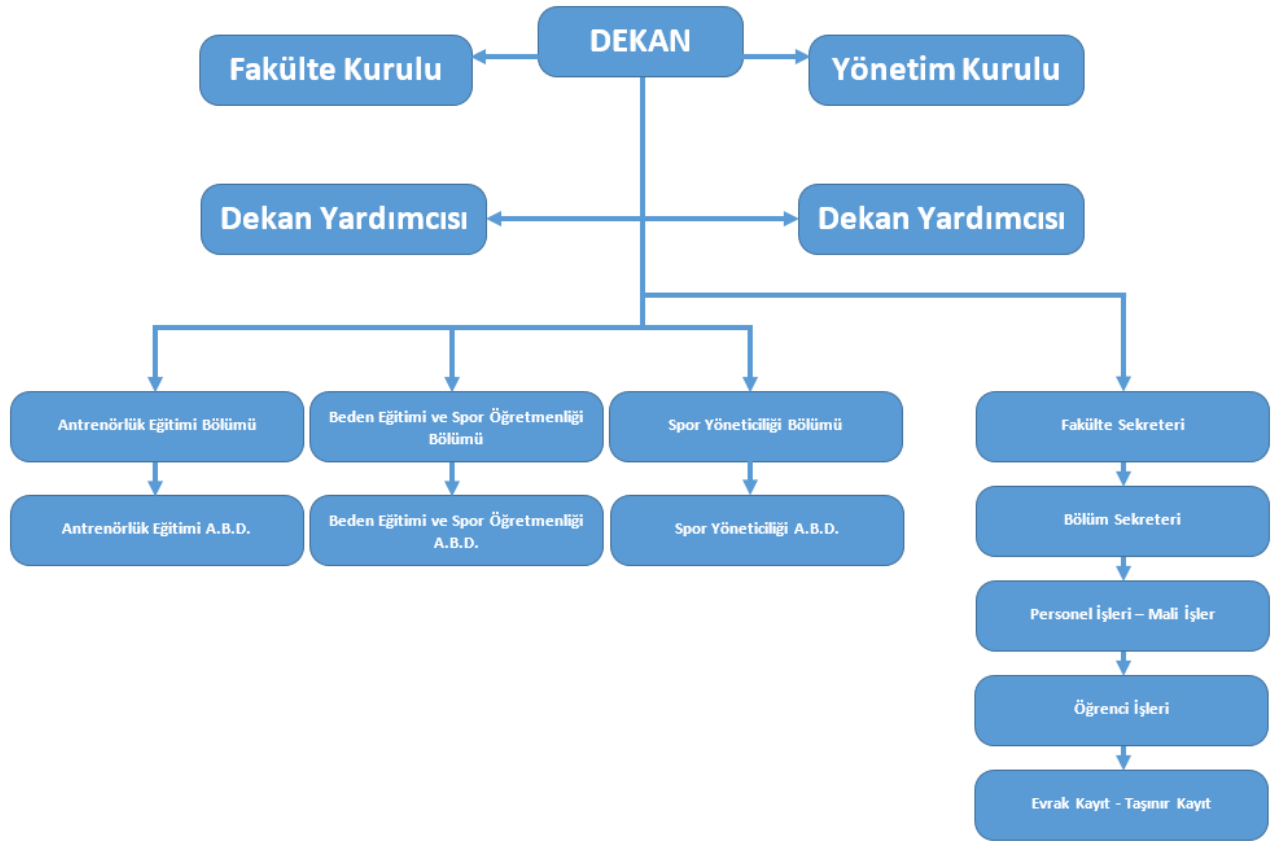 DEKAN
Fakülte Kurulu
Yönetim Kurulu
Dekan Yardımcısı
Dekan Yardımcısı
Antrenörlük Eğitimi Bölümü
Beden Eğitimi ve Spor Öğretmenliği
Bölümü
Spor Yöneticiliği Bölümü
Fakülte Sekreteri
Antrenörlük Eğitimi A.B.D.
Beden Eğitimi ve Spor Öğretmenliği
A.B.D.
Spor Yöneticiliği A.B.D.
Bölüm Sekreteri
Personel İşleri – Mali İşler
Öğrenci İşleri
Evrak Kayıt - Taşınır Kayıt